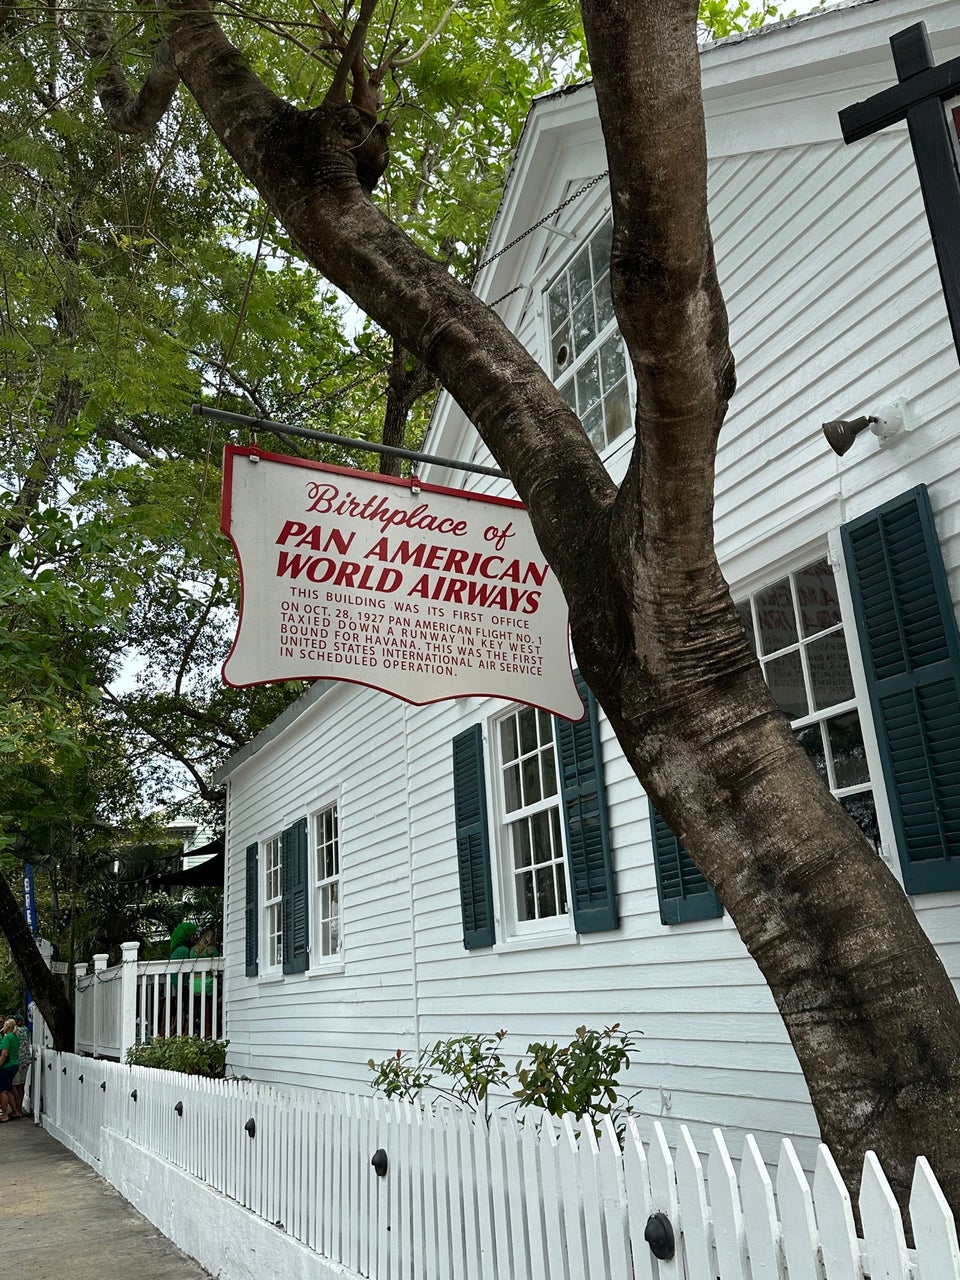 Birthplace of
PAN AMERICAN
WORLD AIRWAYS
THIS BUILDING WAS ITS FIRST OFFICE
ON OCT. 28, 1927 PAN AMERICAN FLIGHT NO. 1
TAXIED DOWN A RUNWAY IN KEY WEST
BOUND FOR HAVANA. THIS WAS THE FIRST
UNITED STATES INTERNATIONAL AIR SERVICE
IN SCHEDULED OPERATION.